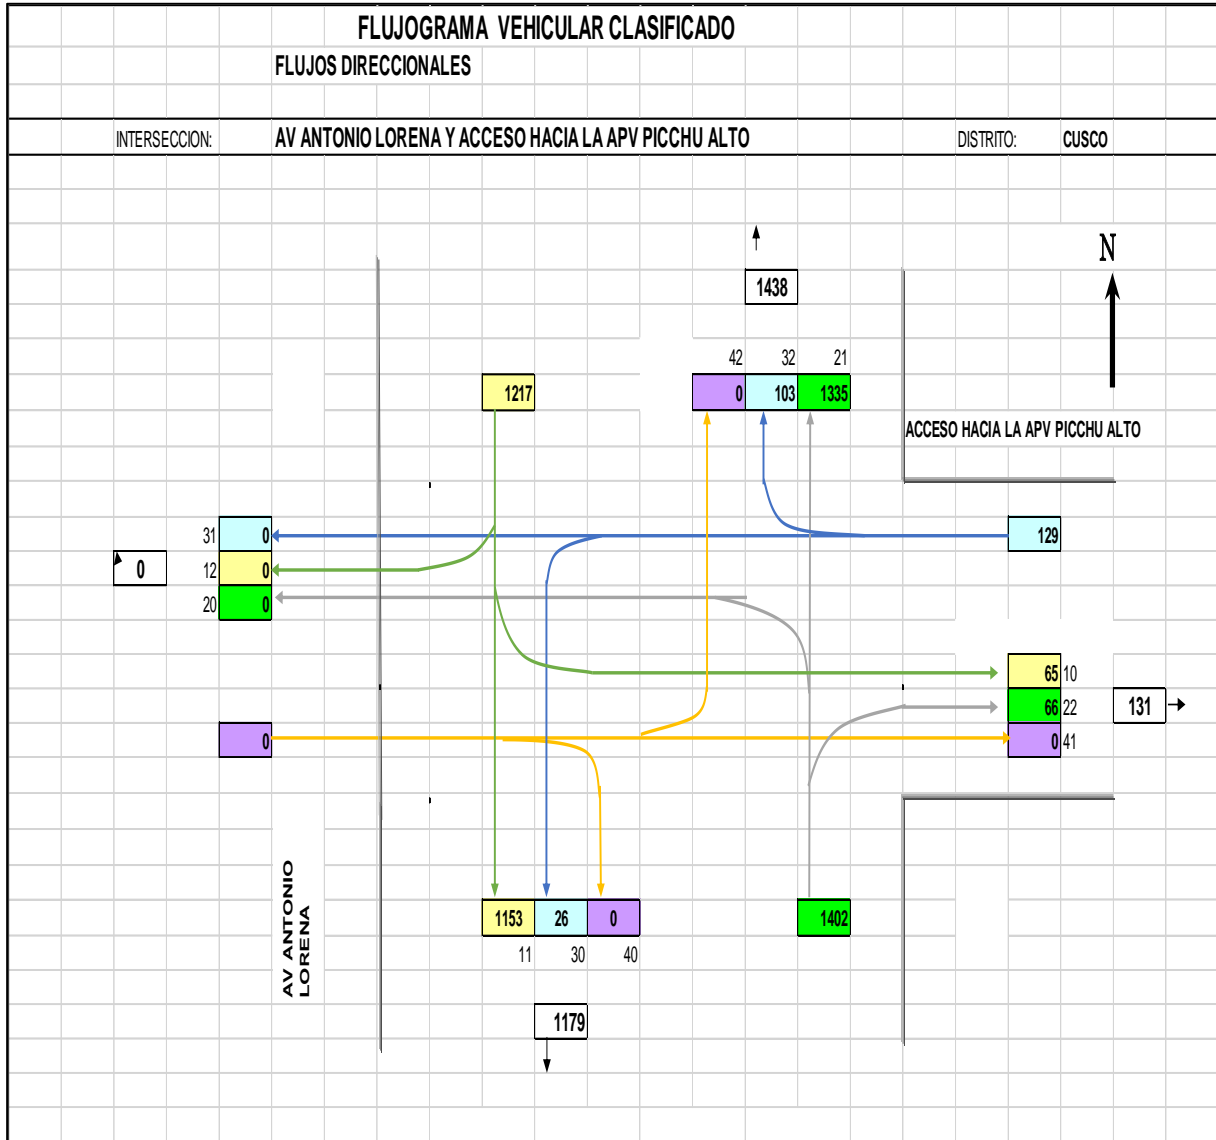 FLUJOGRAMA VEHICULAR CLASIFICADO
FLUJOS DIRECCIONALES
INTERSECCION: AV ANTONIO LORENA Y ACCESO HACIA LA APV PICCHU ALTO DISTRITO: CUSCO
N
1438
42 32 21
1217 0 103 1335
ACCESO HACIA LA APV PICCHU ALTO
31 0 129
0 12 0
20 0
65 10
66 22 131
0 0 41
AV ANTONIO
LORENA
1153 26 0 1402
11 30 40
1179